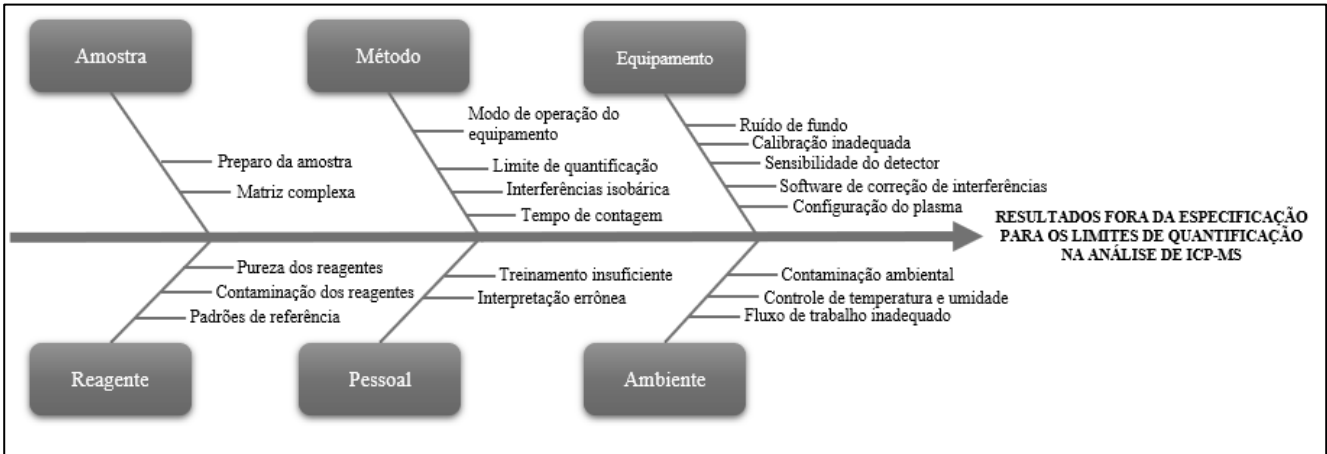 Amostra
Método
Equipamento
Preparo da amostra
Matriz complexa
Modo de operação do
equipamento
Limite de quantificação
Interferências isobárica
Tempo de contagem
Ruído de fundo
Calibração inadequada
Sensibilidade do detector
Software de correção de interferências
Configuração do plasma
RESULTADOS FORA DA ESPECIFICAÇÃO
PARA OS LIMITES DE QUANTIFICAÇÃO
NA ANÁLISE DE ICP-MS
Pureza dos reagentes
Contaminação dos reagentes
Padrões de referência
Treinamento insuficiente
Interpretação errônea
Contaminação ambiental
Controle de temperatura e umidade
Fluxo de trabalho inadequado
Reagente
Pessoal
Ambiente